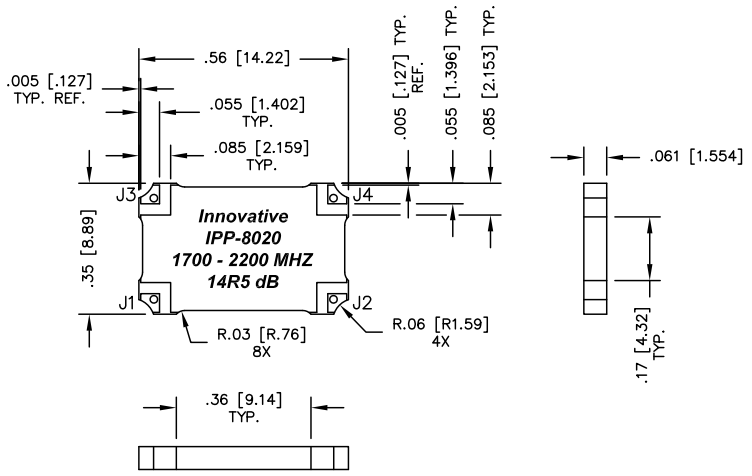 .56 [14.22]
.005 [.127]
TYP. REF.
.055 [1.402]
TYP.
.085 [2.159]
TYP.
.005 [.127] TYP.
REF.
.055 [1.396] TYP.
.085 [2.153] TYP.
.061 [1.554]
J3
J4
Innovative
IPP-8020
1700 - 2200 MHZ
14R5 dB
.35 [8.89]
J1
J2
R.03 [R.76]
8X
R.06 [R1.59]
4X
.17 [4.32]
TYP.
.36 [9.14]
TYP.